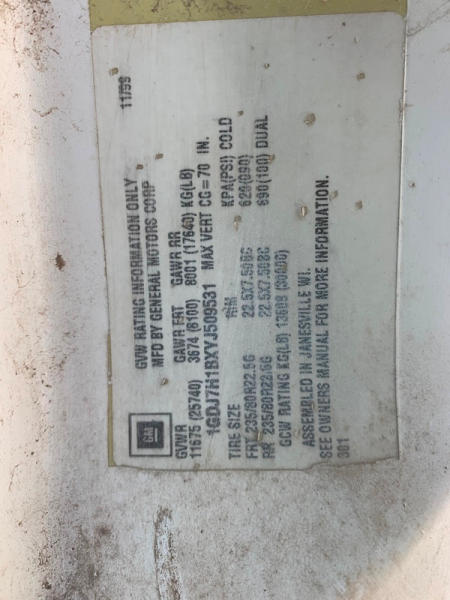 GVW RATING INFORMATION ONLY 11/99
MFD BY GENERAL MOTORS CORP
GM
GVWR GAWR FRT GAWR RR
11675 (25740) 3674 (8100) 8001 (17640) KG(LB)
1GDJ7H1BXYJ509531 MAX VERT CG = 70 IN.
TIRE SIZE RIM KPA(PSI) COLD
FRT 235/80R22.5G 22.5X7.50BC 620(090)
RR 235/80R22.5G 22.5X7.50BC 690(100) DUAL
GCW RATING KG(LB) 13608 (30000)
ASSEMBLED IN JANESVILLE WI.
SEE OWNERS MANUAL FOR MORE INFORMATION.
301